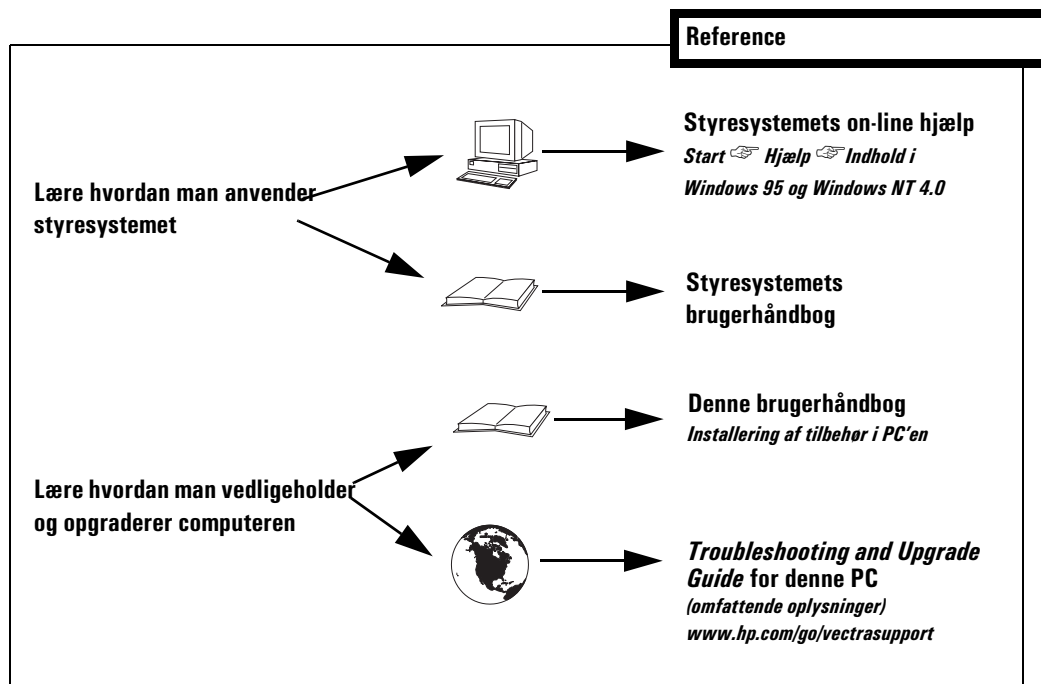 Reference
Lære hvordan man anvender
styresystemet
Styresystemets on-line hjælp
Start ☞ Hjælp ☞ Indhold i
Windows 95 og Windows NT 4.0
Styresystemets
brugerhåndbog
Lære hvordan man vedligeholder
og opgraderer computeren
Denne brugerhåndbog
Installering af tilbehør i PC'en
Troubleshooting and Upgrade
Guide for denne PC
(omfattende oplysninger)
www.hp.com/go/vectrasupport